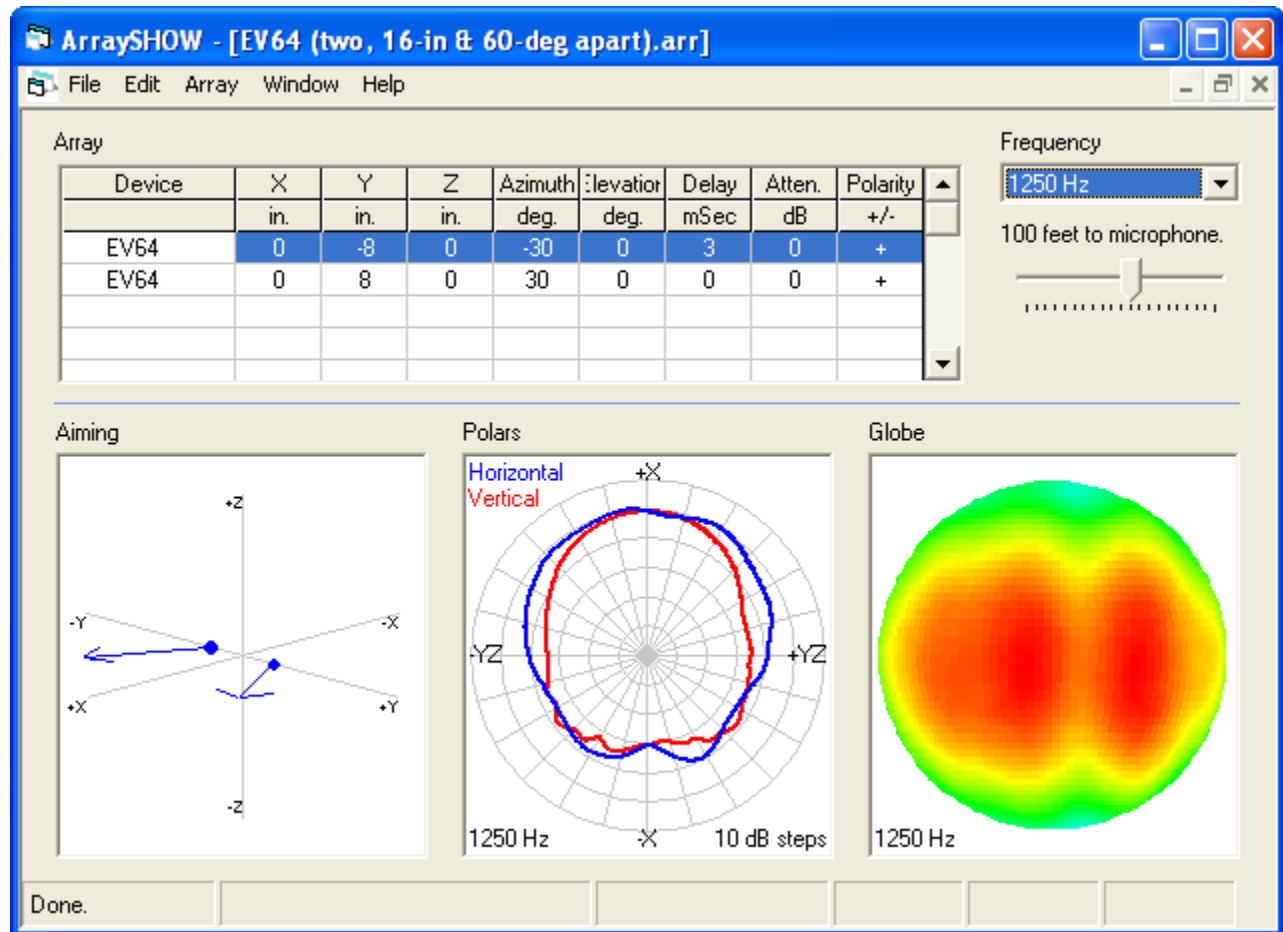 ArraySHOW - [EV64 (two, 16-in & 60-deg apart).arr]
File Edit Array Window Help
Array
Frequency
Device X Y Z Azimuth Elevation Delay Atten. Polarity
in. in. in. deg. deg. mSec dB +/-
EV64 0 -8 0 -30 0 3 0 +
EV64 0 8 0 30 0 0 0 +
1250 Hz
100 feet to microphone.
Aiming
Polars
Globe
+Z
-Y
-X
+X
+Y
-Z
Horizontal
Vertical
+X
-YZ
+YZ
1250 Hz
-X
10 dB steps
1250 Hz
Done.